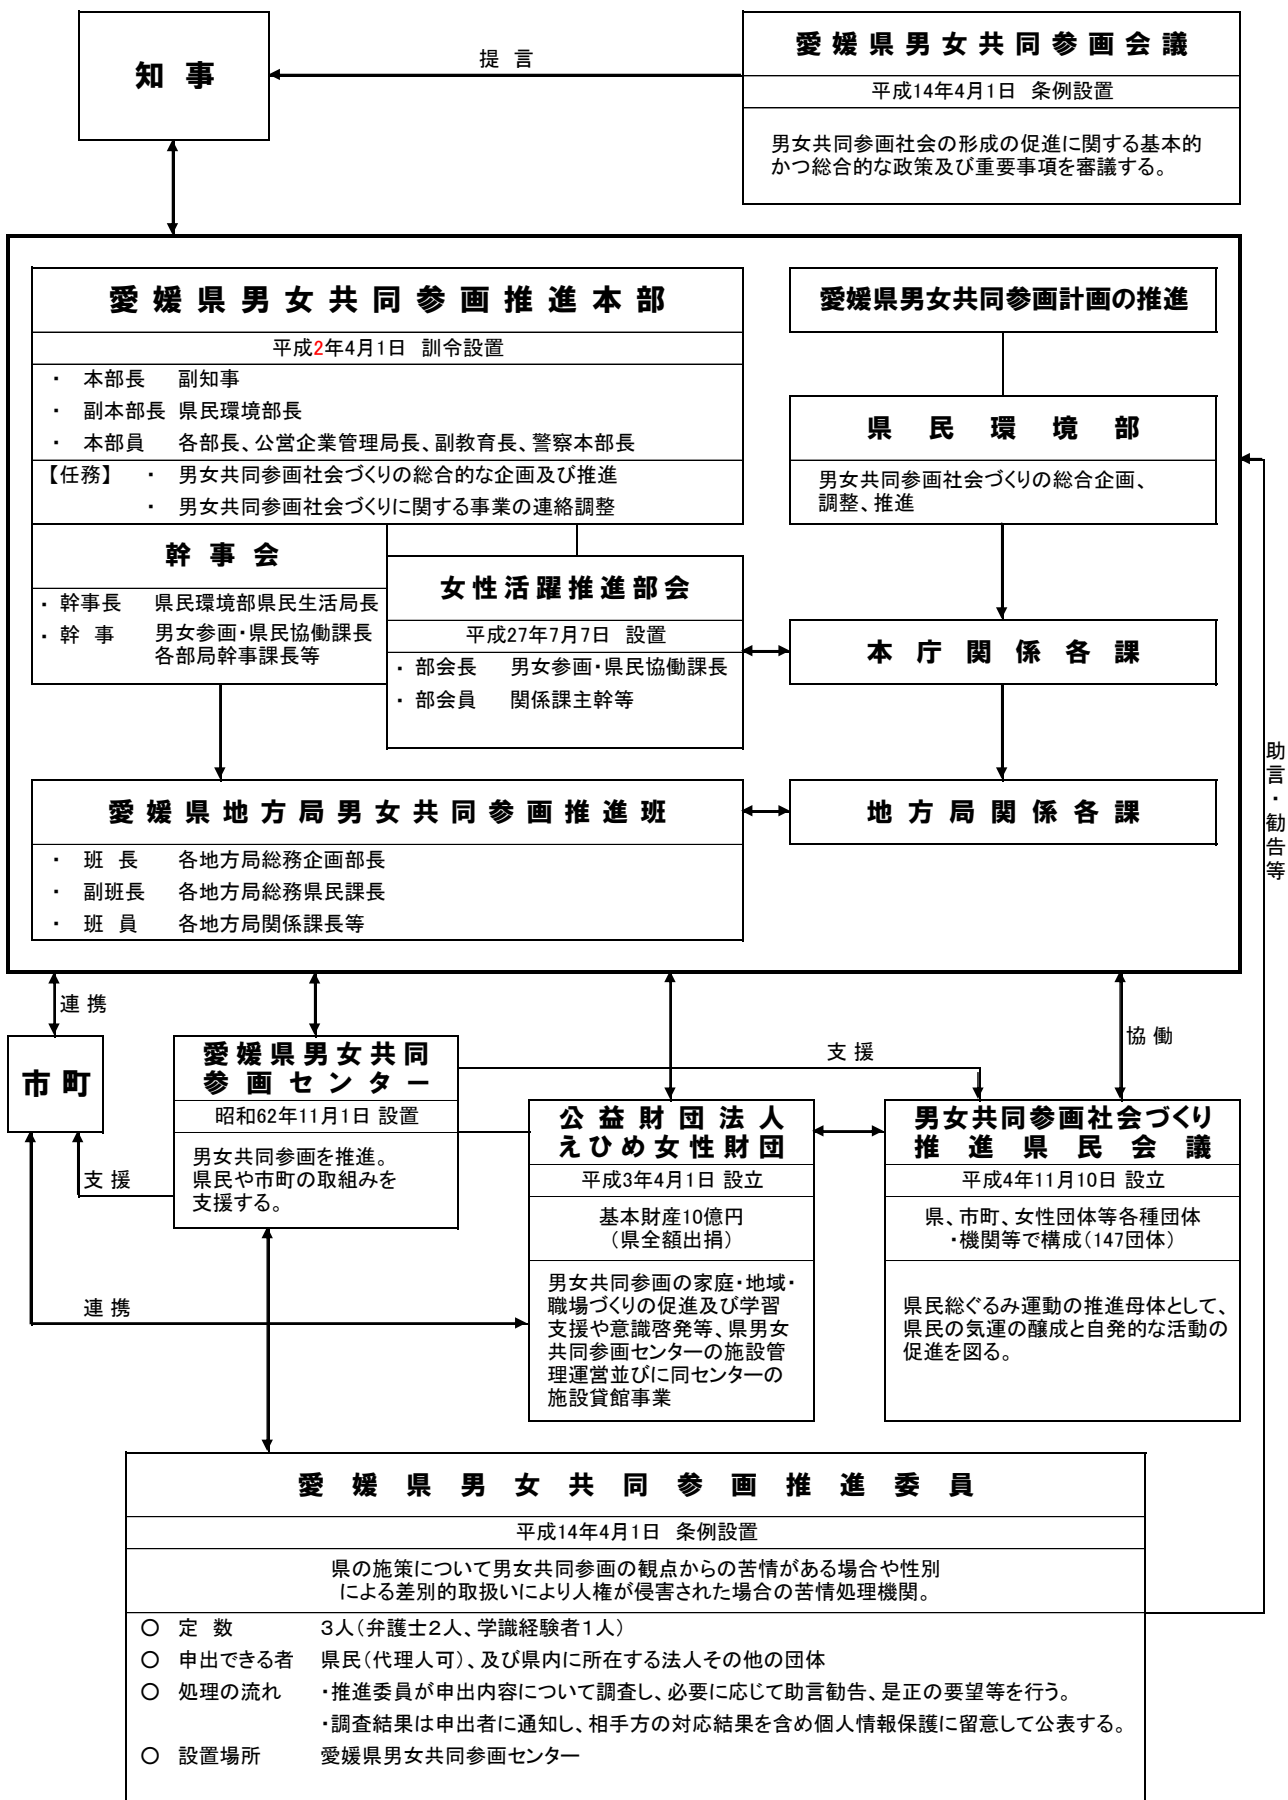 知事
提言
愛媛県男女共同参画会議
平成14年4月1日 条例設置
男女共同参画社会の形成の促進に関する基本的
かつ総合的な政策及び重要事項を審議する。
愛媛県男女共同参画推進本部
平成2年4月1日 訓令設置
・ 本部長 副知事
・ 副本部長 県民環境部長
・ 本部員 各部長、公営企業管理局長、副教育長、警察本部長
【任務】 ・ 男女共同参画社会づくりの総合的な企画及び推進
・ 男女共同参画社会づくりに関する事業の連絡調整
愛媛県男女共同参画計画の推進
県民環境部
男女共同参画社会づくりの総合企画、
調整、推進
幹事会
・ 幹事長 県民環境部県民生活局長
・ 幹 事 男女参画・県民協働課長
各部局幹事課長等
女性活躍推進部会
平成27年7月7日 設置
・ 部会長 男女参画・県民協働課長
・ 部会員 関係課主幹等
本庁関係各課
愛媛県地方局男女共同参画推進班
・ 班 長 各地方局総務企画部長
・ 副班長 各地方局総務県民課長
・ 班 員 各地方局関係課長等
地方局関係各課
助言・勧告等
連携
協働
支援
市町
愛媛県男女共同
参画センター
昭和62年11月1日 設置
男女共同参画を推進。
県民や市町の取組みを
支援する。
支援
連携
公益財団法人
えひめ女性財団
平成3年4月1日 設立
基本財産10億円
（県全額出捐）
男女共同参画の家庭・地域・
職場づくりの促進及び学習
支援や意識啓発等、県男女
共同参画センターの施設管
理運営並びに同センターの
施設貸館事業
男女共同参画社会づくり
推進県民会議
平成4年11月10日 設立
県、市町、女性団体等各種団体
・機関等で構成（147団体）
県民総ぐるみ運動の推進母体として、
県民の気運の醸成と自発的な活動の
促進を図る。
愛媛県男女共同参画推進委員
平成14年4月1日 条例設置
県の施策について男女共同参画の観点からの苦情がある場合や性別
による差別的取扱いにより人権が侵害された場合の苦情処理機関。
○ 定 数 ３人（弁護士２人、学識経験者１人）
○ 申出できる者 県民（代理人可）、及び県内に所在する法人その他の団体
○ 処理の流れ ・推進委員が申出内容について調査し、必要に応じて助言勧告、是正の要望等を行う。
・調査結果は申出者に通知し、相手方の対応結果を含め個人情報保護に留意して公表する。
○ 設置場所 愛媛県男女共同参画センター